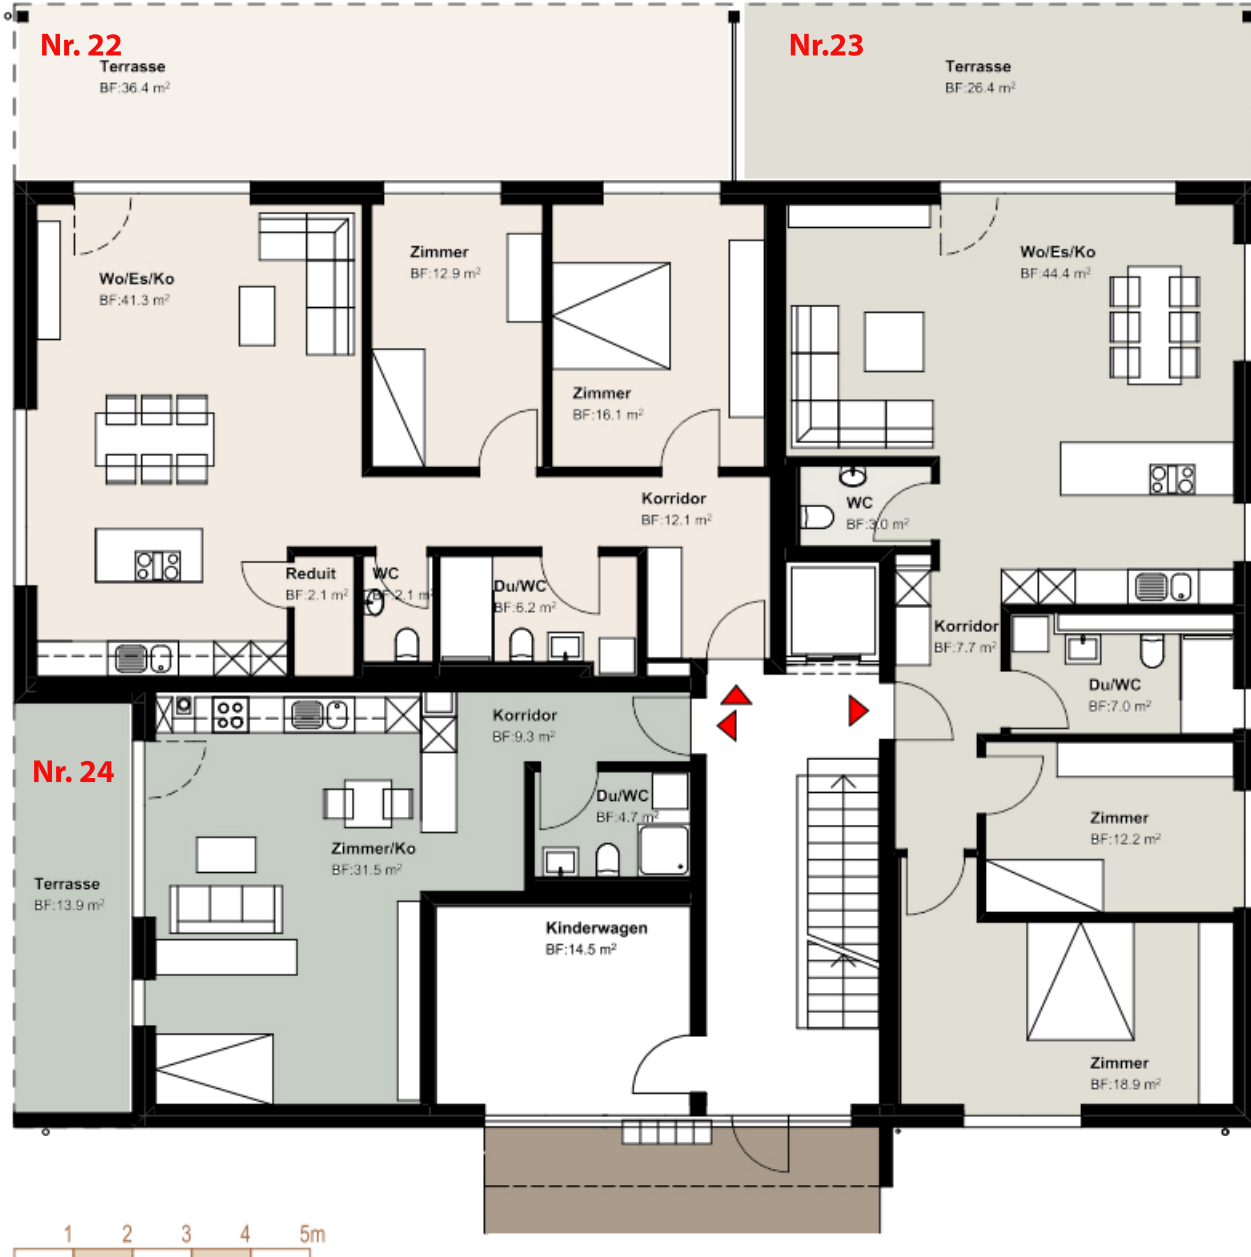 Nr. 22
Terrasse
BF:36.4 m²
Nr.23
Terrasse
BF:26.4 m²
Wo/Es/Ko
BF:41.3 m²
Zimmer
BF:12.9 m²
Zimmer
BF:16.1 m²
Wo/Es/Ko
BF:44.4 m²
Korridor
BF:12.1 m²
WC
BF:3.0 m²
Reduit
BF:2.1 m²
WC
BF:2.1 m²
Du/WC
BF:6.2 m²
Korridor
BF:7.7 m²
Du/WC
BF:7.0 m²
Korridor
BF:9.3 m²
Nr. 24
Du/WC
BF:4.7 m²
Zimmer/Ko
BF:31.5 m²
Zimmer
BF:12.2 m²
Terrasse
BF:13.9 m²
Kinderwagen
BF:14.5 m²
Zimmer
BF:18.9 m²
1 2 3 4 5m